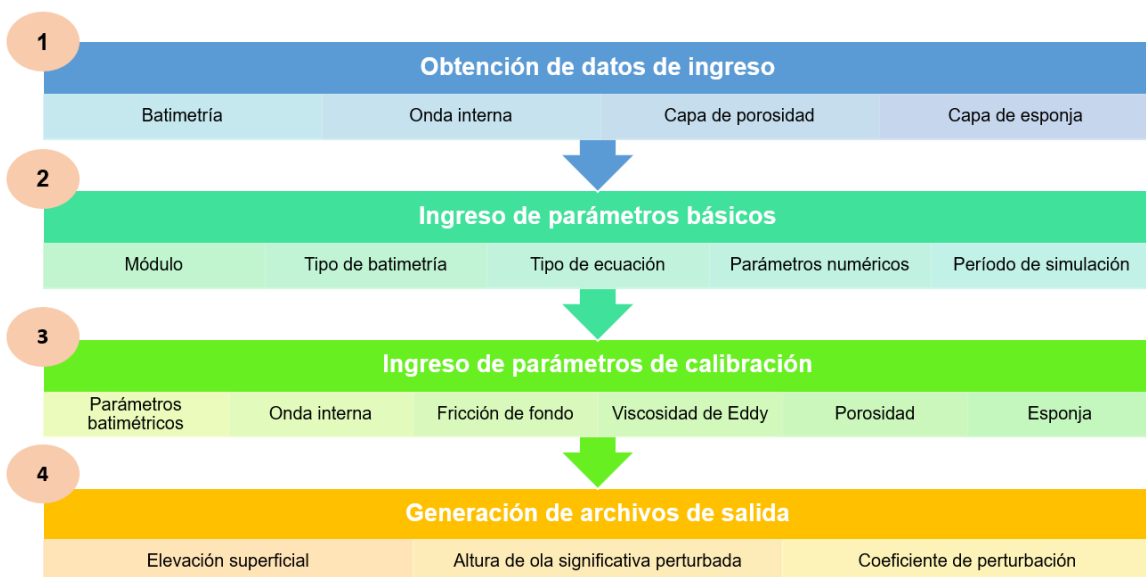 1
Obtención de datos de ingreso
Batimetría
Onda interna
Capa de porosidad
Capa de esponja
2
Ingreso de parámetros básicos
Módulo
Tipo de batimetría
Tipo de ecuación
Parámetros numéricos
Período de simulación
3
Ingreso de parámetros de calibración
Parámetros
batimétricos
Onda interna
Fricción de fondo
Viscosidad de Eddy
Porosidad
Esponja
4
Generación de archivos de salida
Elevación superficial
Altura de ola significativa perturbada
Coeficiente de perturbación